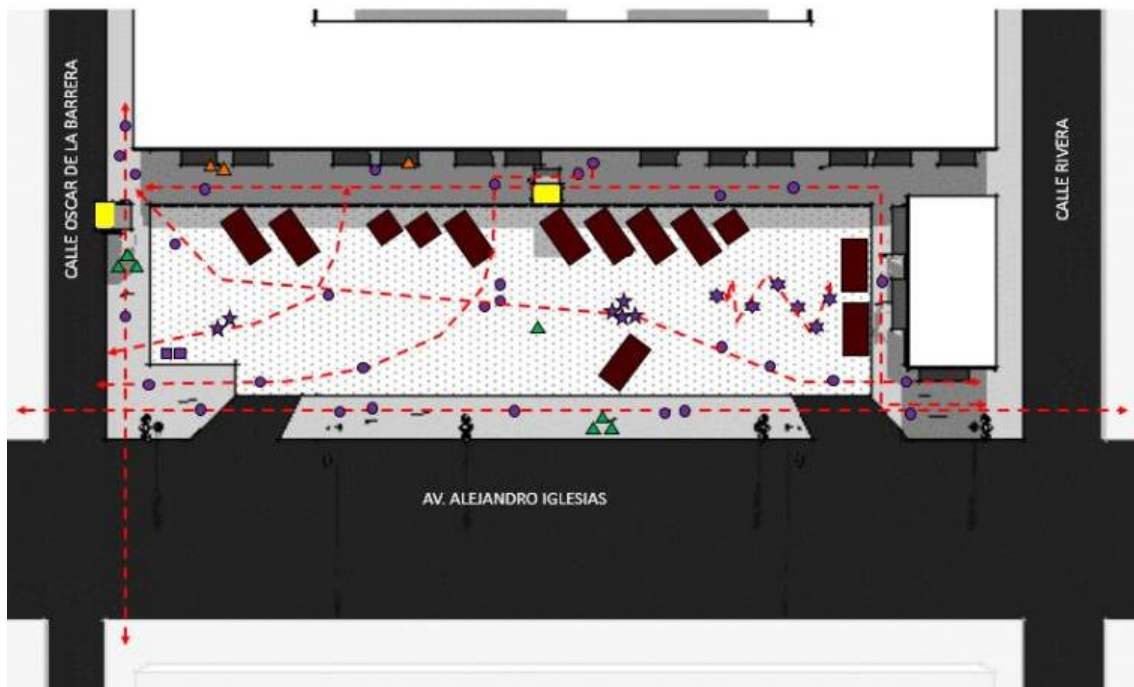 CALLE OSCAR DE LA BARRERA
CALLE RIVERA
AV. ALEJANDRO IGLESIAS